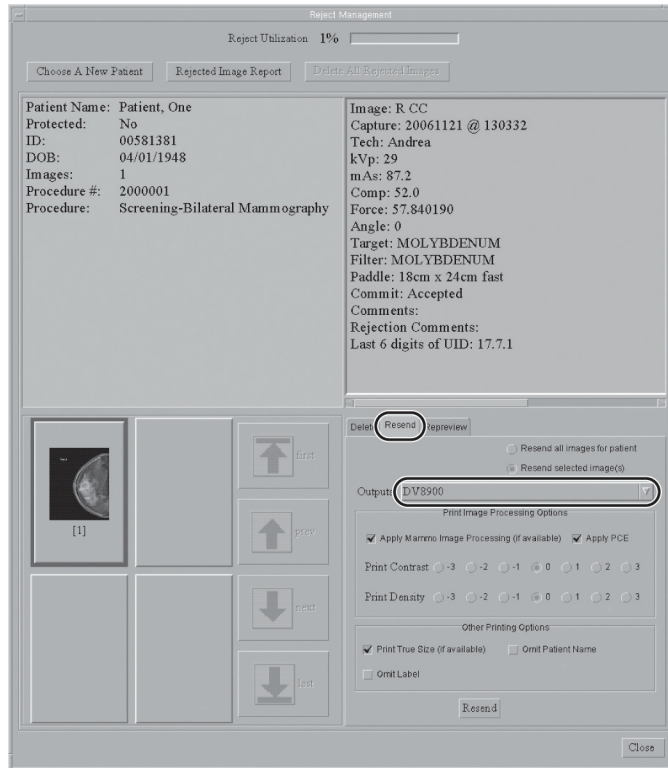 Reject Management
Reject Utilization 1%
Choose A New Patient Rejected Image Report Delete All Rejected Images
Patient Name: Patient, One
Protected: No
ID: 00581381
DOB: 04/01/1948
Images: 1
Procedure #: 2000001
Procedure: Screening-Bilateral Mammography
Image: R CC
Capture: 20061121 @ 130332
Tech: Andrea
kVp: 29
mAs: 87.2
Comp: 52.0
Force: 57.840190
Angle: 0
Target: MOLYBDENUM
Filter: MOLYBDENUM
Paddle: 18cm x 24cm fast
Commit: Accepted
Comments:
Rejection Comments:
Last 6 digits of UID: 17.7.1
[1]
first
prev
next
last
Delete Resend Repreview
Resend all images for patient
Resend selected image(s)
Outputs DV8900
Print Image Processing Options
Apply Mammo Image Processing (if available) Apply PCE
Print Contrast -3 -2 -1 0 1 2 3
Print Density -3 -2 -1 0 1 2 3
Other Printing Options
Print True Size (if available) Omit Patient Name
Omit Label
Resend
Close